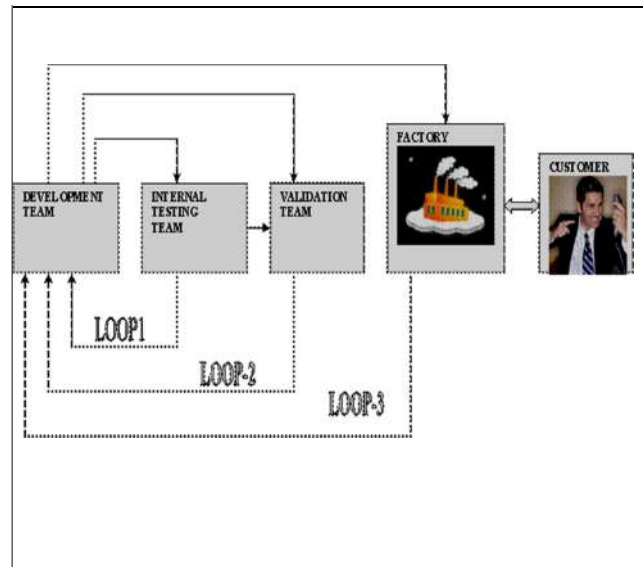 FACTORY
CUSTOMER
DEVELOPMENT
TEAM
INTERNAL
TESTING
TEAM
VALIDATION
TEAM
LOOP1
LOOP-2
LOOP-3